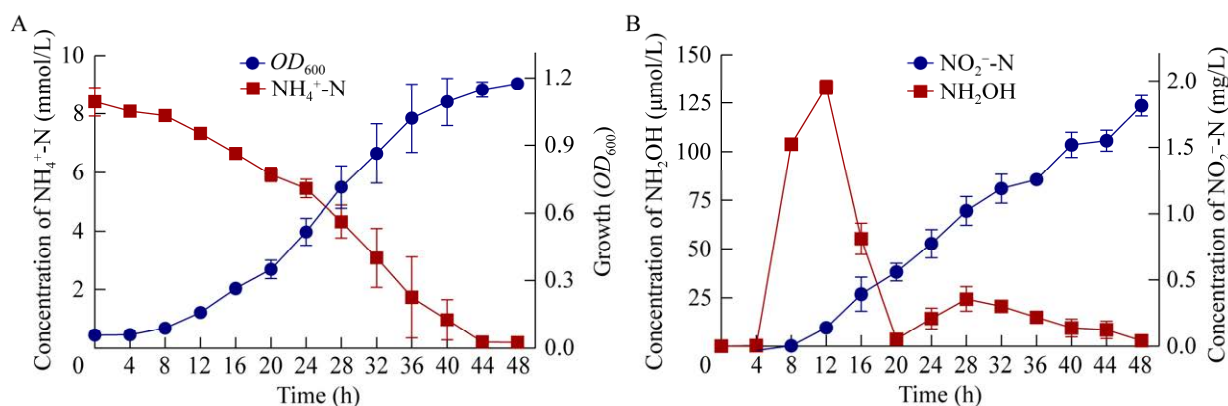 A
Concentration of NH₄⁺-N (mmol/L)
10
8
6
4
2
0
OD₆₀₀
NH₄⁺-N
1.2
0.9
0.6
0.3
0.0
Growth (OD₆₀₀)
4 8 12 16 20 24 28 32 36 40 44 48
Time (h)
B
Concentration of NH₂OH (μmol/L)
150
125
100
75
50
25
0
NO₂⁻-N
NH₂OH
2.0
1.5
1.0
0.5
0.0
Concentration of NO₂⁻-N (mg/L)
4 8 12 16 20 24 28 32 36 40 44 48
Time (h)